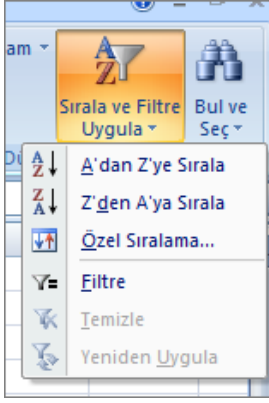 am
Sırala ve Filtre
Uygula
Bul ve
Seç
Dü
A'dan Z'ye Sırala
Z'den A'ya Sırala
Özel Sıralama...
Filtre
Temizle
Yeniden Uygula